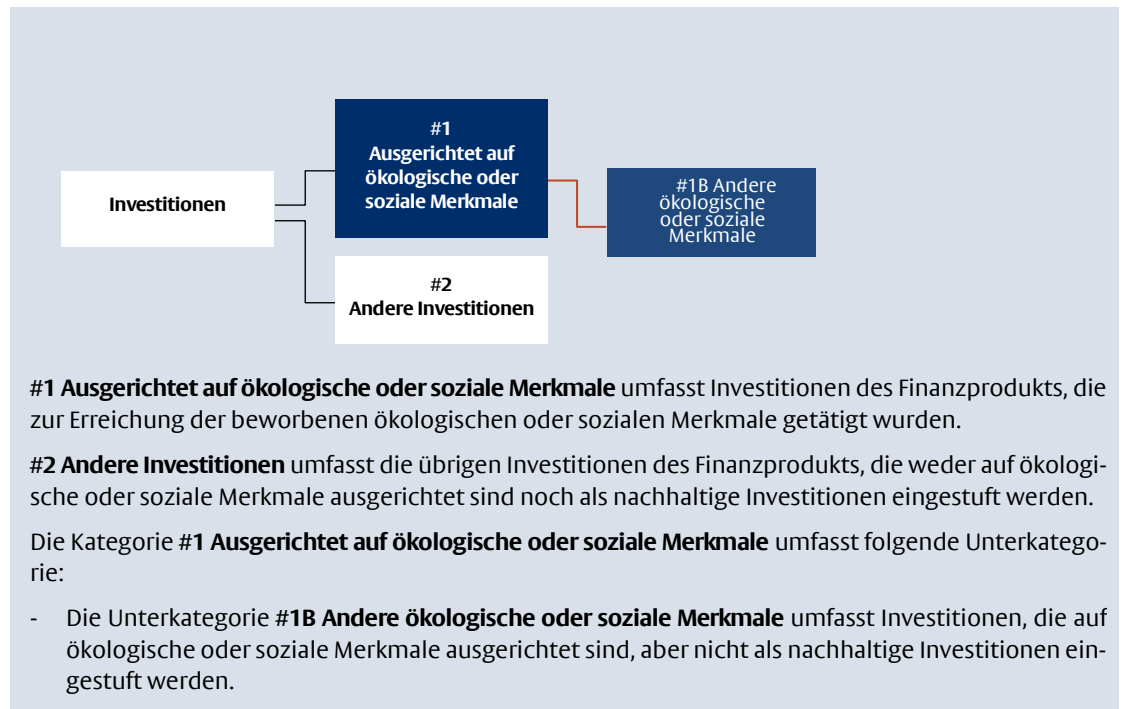 #1
Ausgerichtet auf
ökologische oder
soziale Merkmale
Investitionen
#1B Andere
ökologische
oder soziale
Merkmale
#2
Andere Investitionen
#1 Ausgerichtet auf ökologische oder soziale Merkmale umfasst Investitionen des Finanzprodukts, die
zur Erreichung der beworbenen ökologischen oder sozialen Merkmale getätigt wurden.
#2 Andere Investitionen umfasst die übrigen Investitionen des Finanzprodukts, die weder auf ökologi-
sche oder soziale Merkmale ausgerichtet sind noch als nachhaltige Investitionen eingestuft werden.
Die Kategorie #1 Ausgerichtet auf ökologische oder soziale Merkmale umfasst folgende Unterkatego-
rie:
- Die Unterkategorie #1B Andere ökologische oder soziale Merkmale umfasst Investitionen, die auf
ökologische oder soziale Merkmale ausgerichtet sind, aber nicht als nachhaltige Investitionen ein-
gestuft werden.